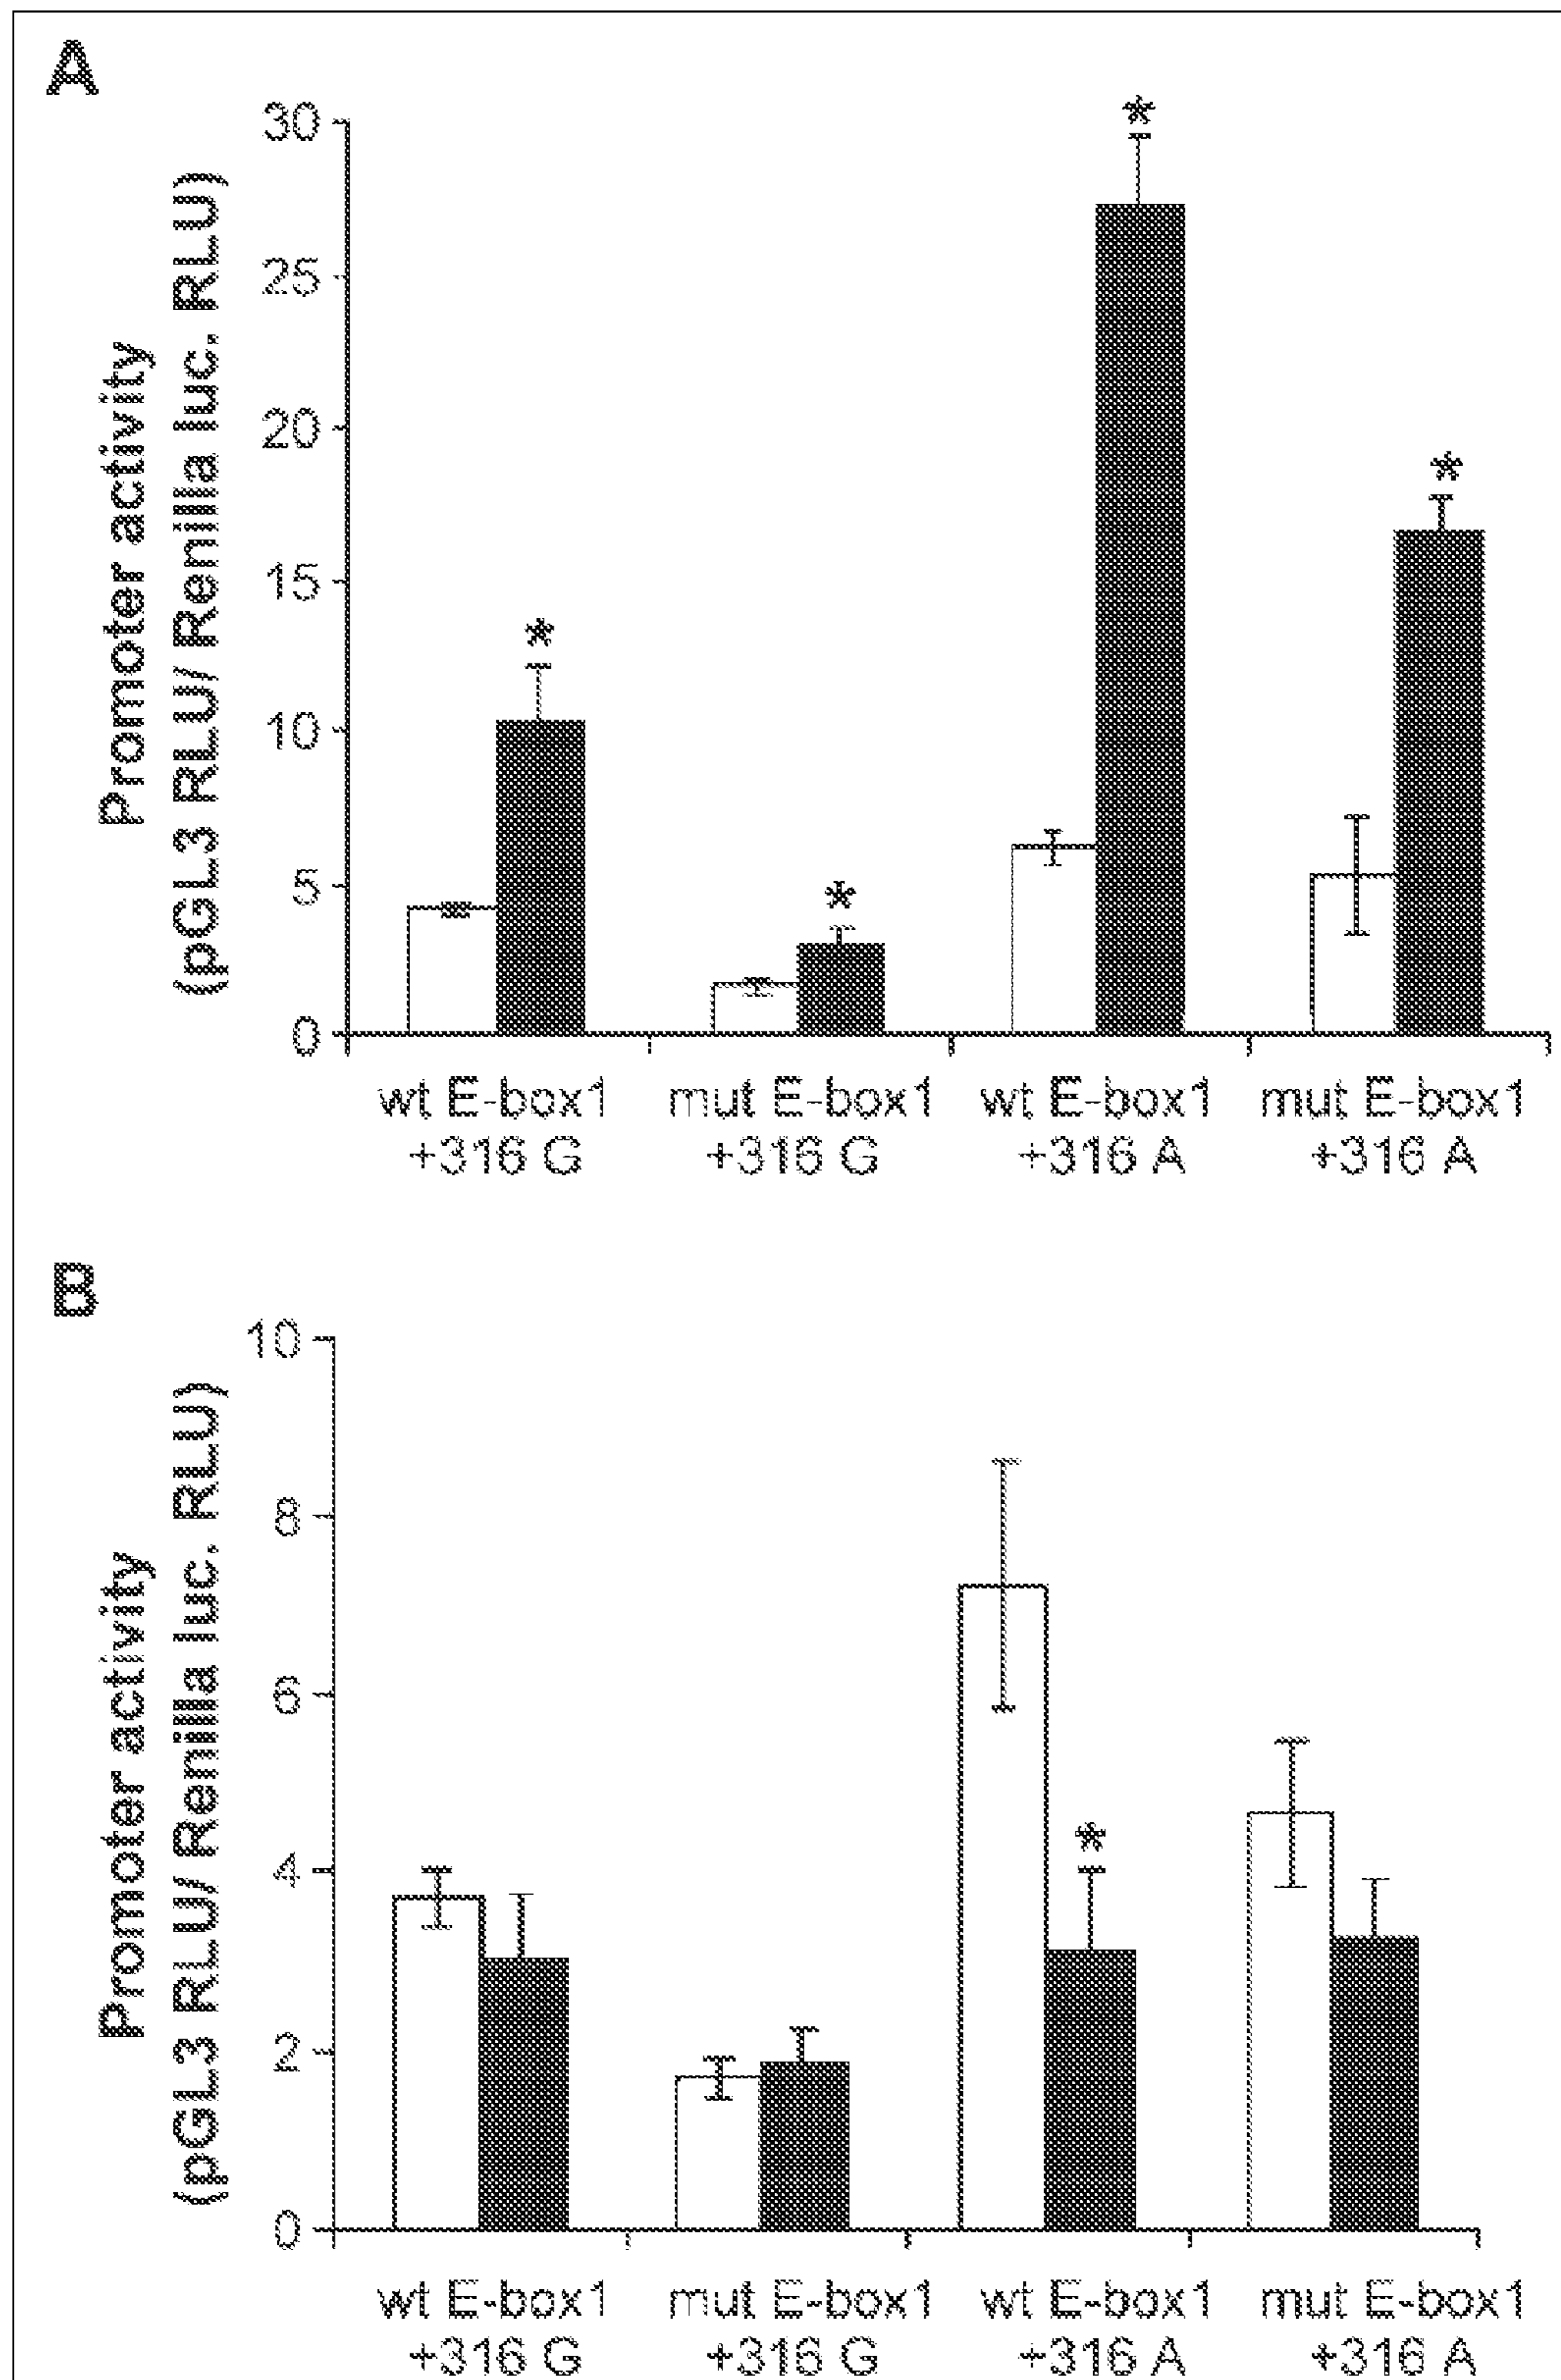 A
Promoter activity
(pGL3 RLU/ Renilla luc. RLU)
30
25
20
15
10
5
0
*
*
*
*
wt E-box1
+316 G
mut E-box1
+316 G
wt E-box1
+316 A
mut E-box1
+316 A
B
Promoter activity
(pGL3 RLU/ Renilla luc. RLU)
10
8
6
4
2
0
*
wt E-box1
+316 G
mut E-box1
+316 G
wt E-box1
+316 A
mut E-box1
+316 A